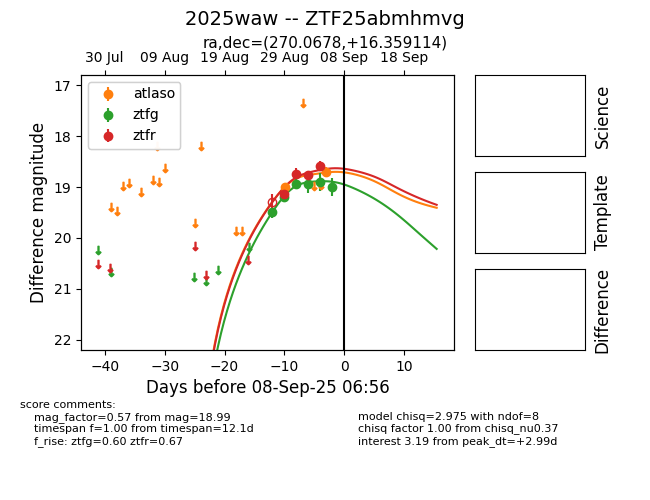 2025waw -- ZTF25abmhmvg
ra,dec=(270.0678,+16.359114)
30 Jul 09 Aug 19 Aug 29 Aug 08 Sep 18 Sep
atlaso
ztfg
ztfr
17
18
19
20
21
22
Difference magnitude
−40 −30 −20 −10 0 10
Days before 08-Sep-25 06:56
Science
Template
Difference
score comments:
mag_factor=0.57 from mag=18.99
timespan f=1.00 from timespan=12.1d
f_rise: ztfg=0.60 ztfr=0.67
model chisq=2.975 with ndof=8
chisq factor 1.00 from chisq_nu0.37
interest 3.19 from peak_dt=+2.99d